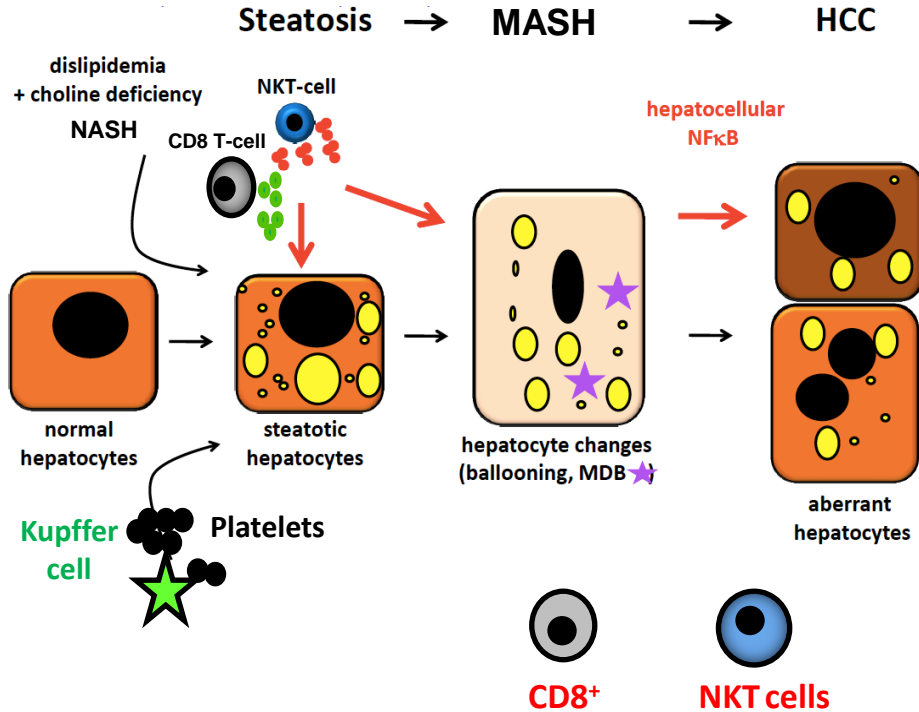 Steatosis
MASH
HCC
dislipidemia
+ choline deficiency
NASH
NKT-cell
CD8 T-cell
hepatocellular
NFκB
normal
hepatocytes
steatotic
hepatocytes
hepatocyte changes
(ballooning, MDB )
aberrant
hepatocytes
Kupffer
cell
Platelets
CD8⁺
NKT cells